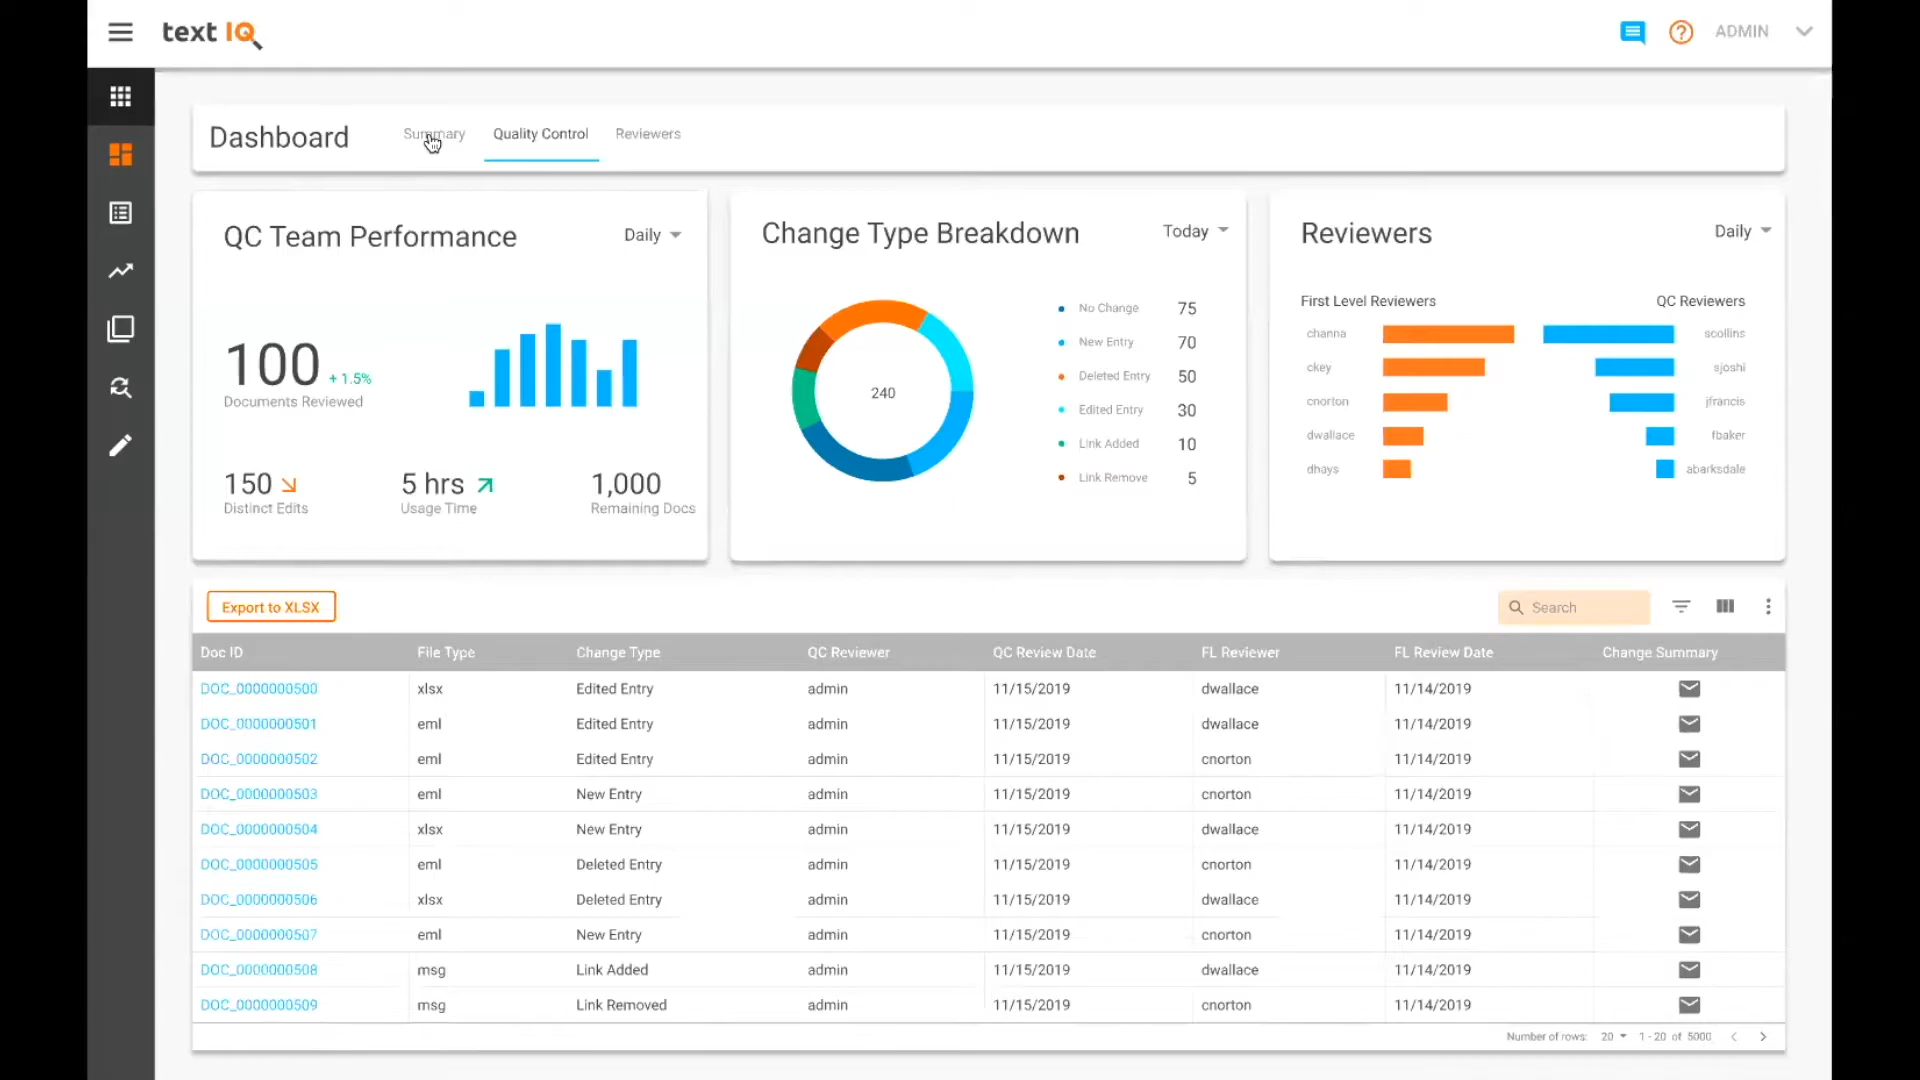 text IQ
ADMIN
Dashboard Summary Quality Control Reviewers
QC Team Performance Daily
100 + 1.5%
Documents Reviewed
150 Distinct Edits
5 hrs Usage Time
1,000 Remaining Docs
Change Type Breakdown Today
240
No Change 75
New Entry 70
Deleted Entry 50
Edited Entry 30
Link Added 10
Link Remove 5
Reviewers Daily
First Level Reviewers QC Reviewers
channa scollins
ckey sjoshi
cnorton jfrancis
dwallace fbaker
dhays abarksdale
Export to XLSX Search
Doc ID File Type Change Type QC Reviewer QC Review Date FL Reviewer FL Review Date Change Summary
DOC_0000000500 xlsx Edited Entry admin 11/15/2019 dwallace 11/14/2019
DOC_0000000501 eml Edited Entry admin 11/15/2019 dwallace 11/14/2019
DOC_0000000502 eml Edited Entry admin 11/15/2019 cnorton 11/14/2019
DOC_0000000503 eml New Entry admin 11/15/2019 cnorton 11/14/2019
DOC_0000000504 xlsx New Entry admin 11/15/2019 dwallace 11/14/2019
DOC_0000000505 eml Deleted Entry admin 11/15/2019 cnorton 11/14/2019
DOC_0000000506 xlsx Deleted Entry admin 11/15/2019 dwallace 11/14/2019
DOC_0000000507 eml New Entry admin 11/15/2019 cnorton 11/14/2019
DOC_0000000508 msg Link Added admin 11/15/2019 dwallace 11/14/2019
DOC_0000000509 msg Link Removed admin 11/15/2019 cnorton 11/14/2019
Number of rows: 20 1 - 20 of 5000